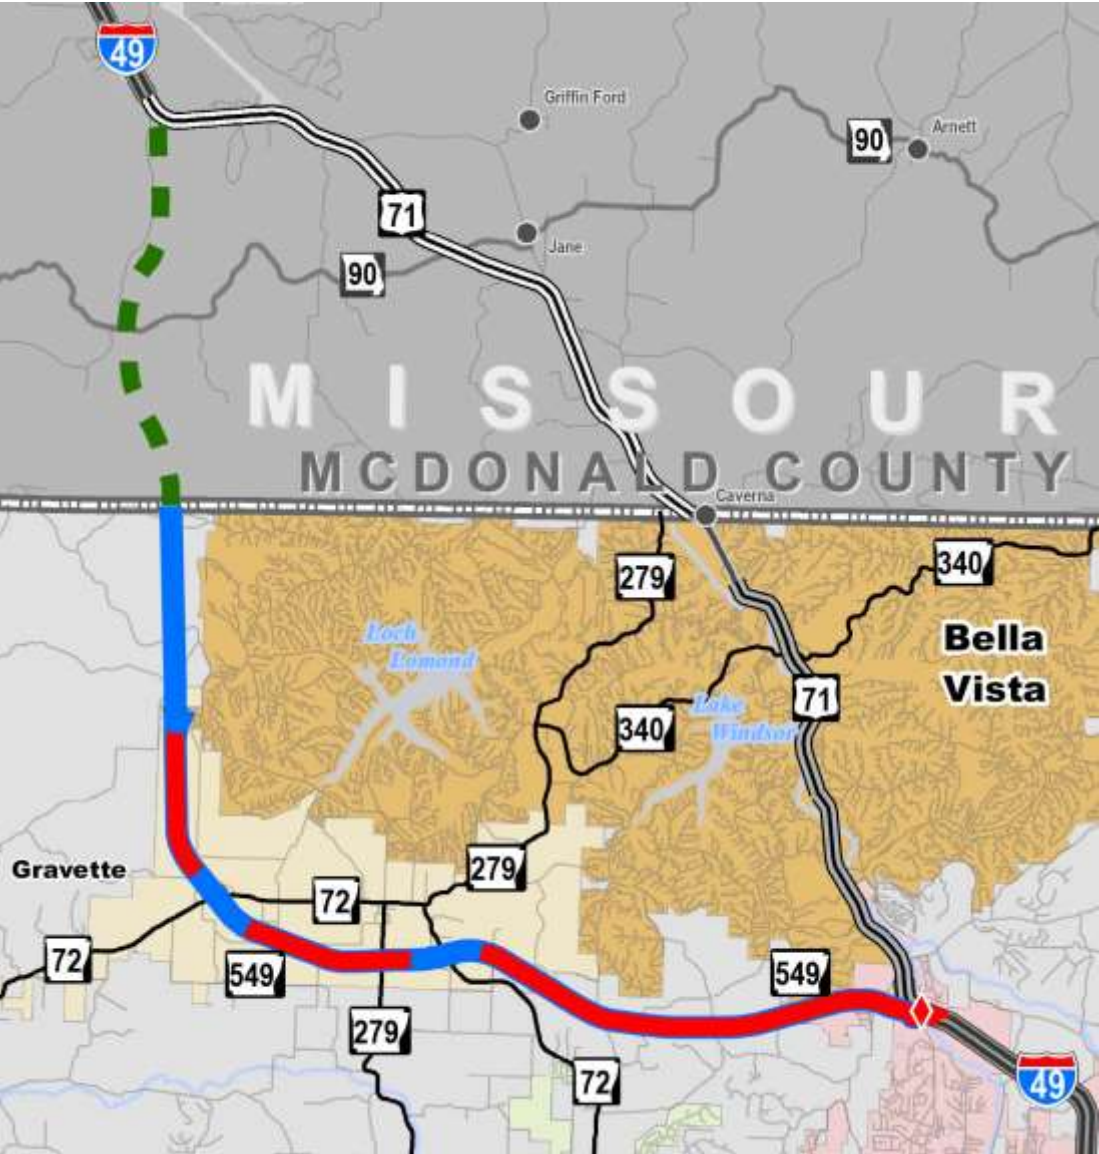 49
Griffin Ford
90
Arnett
71
Jane
90
MISSOUR
MCDONALD COUNTY
Caverna
279
340
Loch
Lomond
Bella
Vista
71
Lake
Windsor
340
Gravette
279
72
72
549
549
279
72
49